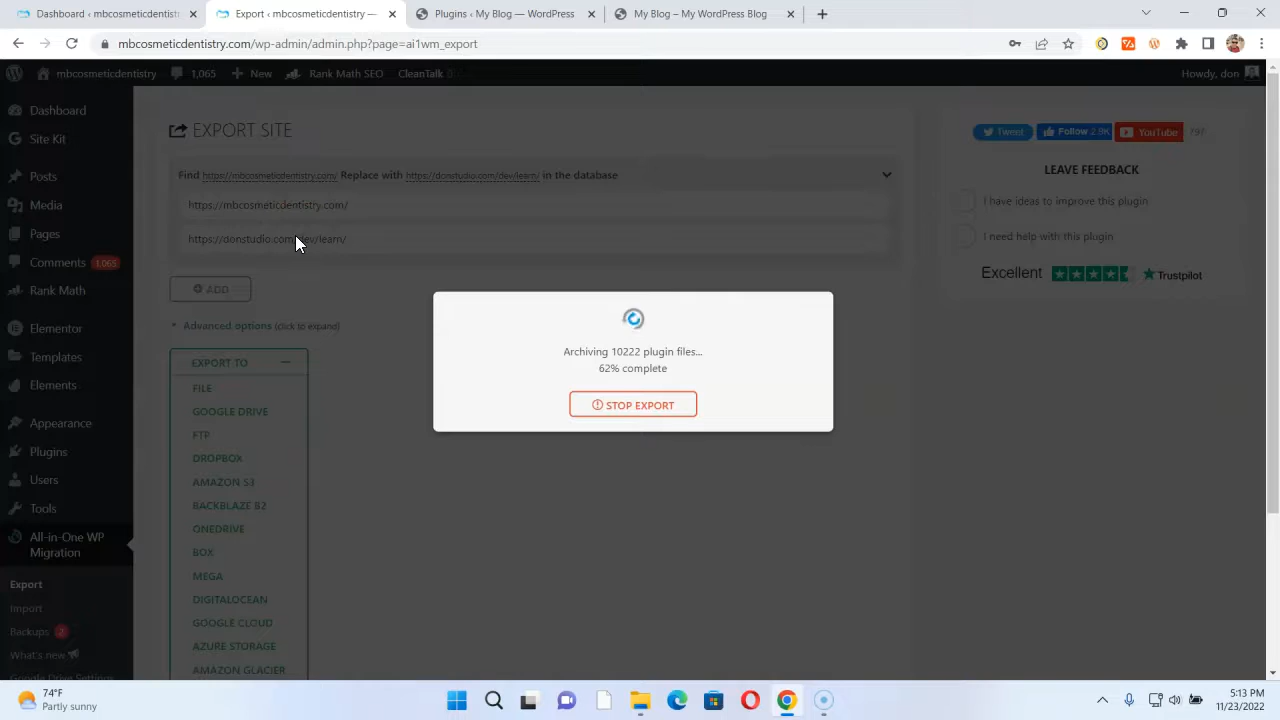 Dashboard ‹ mbcosmeticdentistry
Export ‹ mbcosmeticdentistry —
Plugins ‹ My Blog — WordPress
My Blog – My WordPress Blog
mbcosmeticdentistry.com/wp-admin/admin.php?page=ai1wm_export
mbcosmeticdentistry
1,065
New
Rank Math SEO
CleanTalk
Howdy, don
Dashboard
Site Kit
Posts
Media
Pages
Comments 1,065
Rank Math
Elementor
Templates
Elements
Appearance
Plugins
Users
Tools
All-in-One WP
Migration
Export
Import
Backups 2
What's new
Google Drive Settings
EXPORT SITE
Find https://mbcosmeticdentistry.com/ Replace with https://donstudio.com/dev/learn/ in the database
https://mbcosmeticdentistry.com/
https://donstudio.com/dev/learn/
ADD
Advanced options (click to expand)
EXPORT TO
FILE
GOOGLE DRIVE
FTP
DROPBOX
AMAZON S3
BACKBLAZE B2
ONEDRIVE
BOX
MEGA
DIGITALOCEAN
GOOGLE CLOUD
AZURE STORAGE
AMAZON GLACIER
Archiving 10222 plugin files...
62% complete
STOP EXPORT
Tweet
Follow 2.8K
YouTube 797
LEAVE FEEDBACK
I have ideas to improve this plugin
I need help with this plugin
Excellent
Trustpilot
74°F
Partly sunny
5:13 PM
11/23/2022